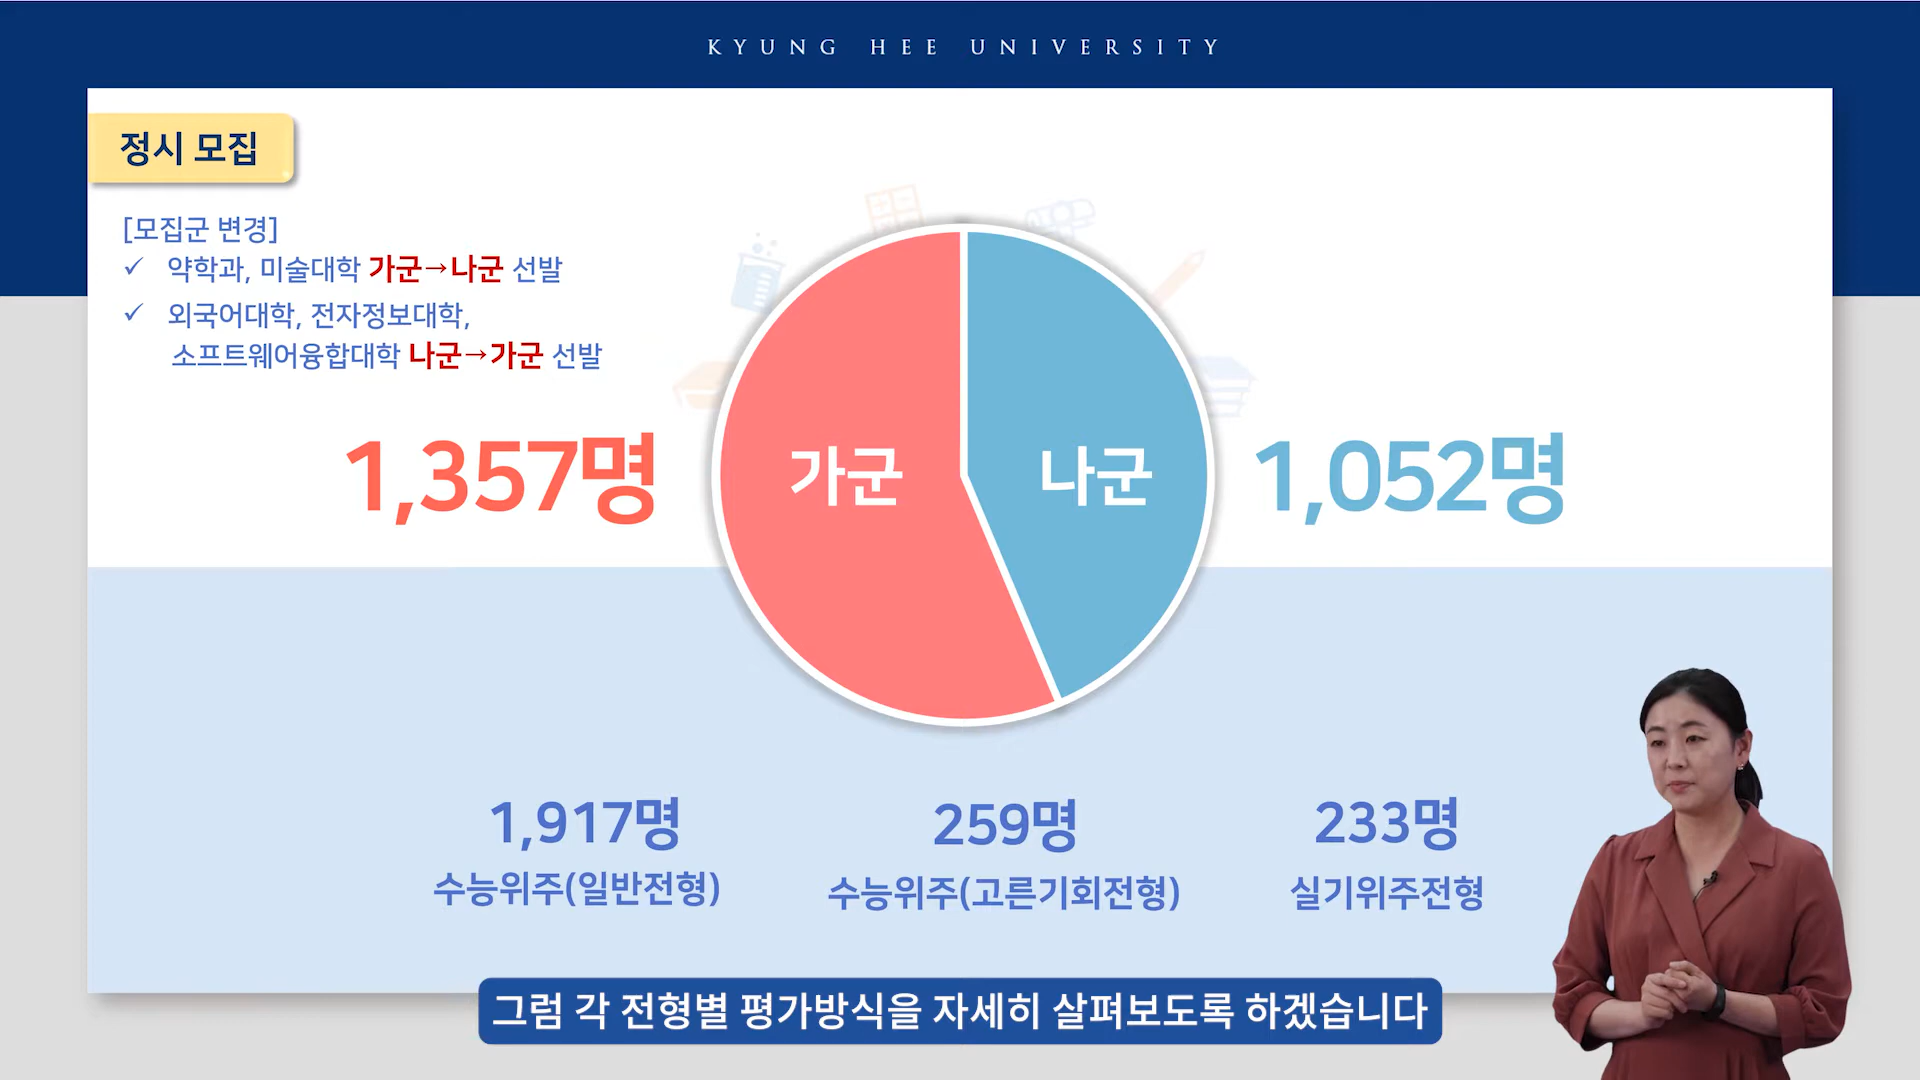 KYUNG HEE UNIVERSITY
정시 모집
[모집군 변경]
✓ 약학과, 미술대학 가군→나군 선발
✓ 외국어대학, 전자정보대학,
소프트웨어융합대학 나군→가군 선발
1,357명
가군
나군
1,052명
1,917명
수능위주(일반전형)
259명
수능위주(고른기회전형)
233명
실기위주전형
그럼 각 전형별 평가방식을 자세히 살펴보도록 하겠습니다